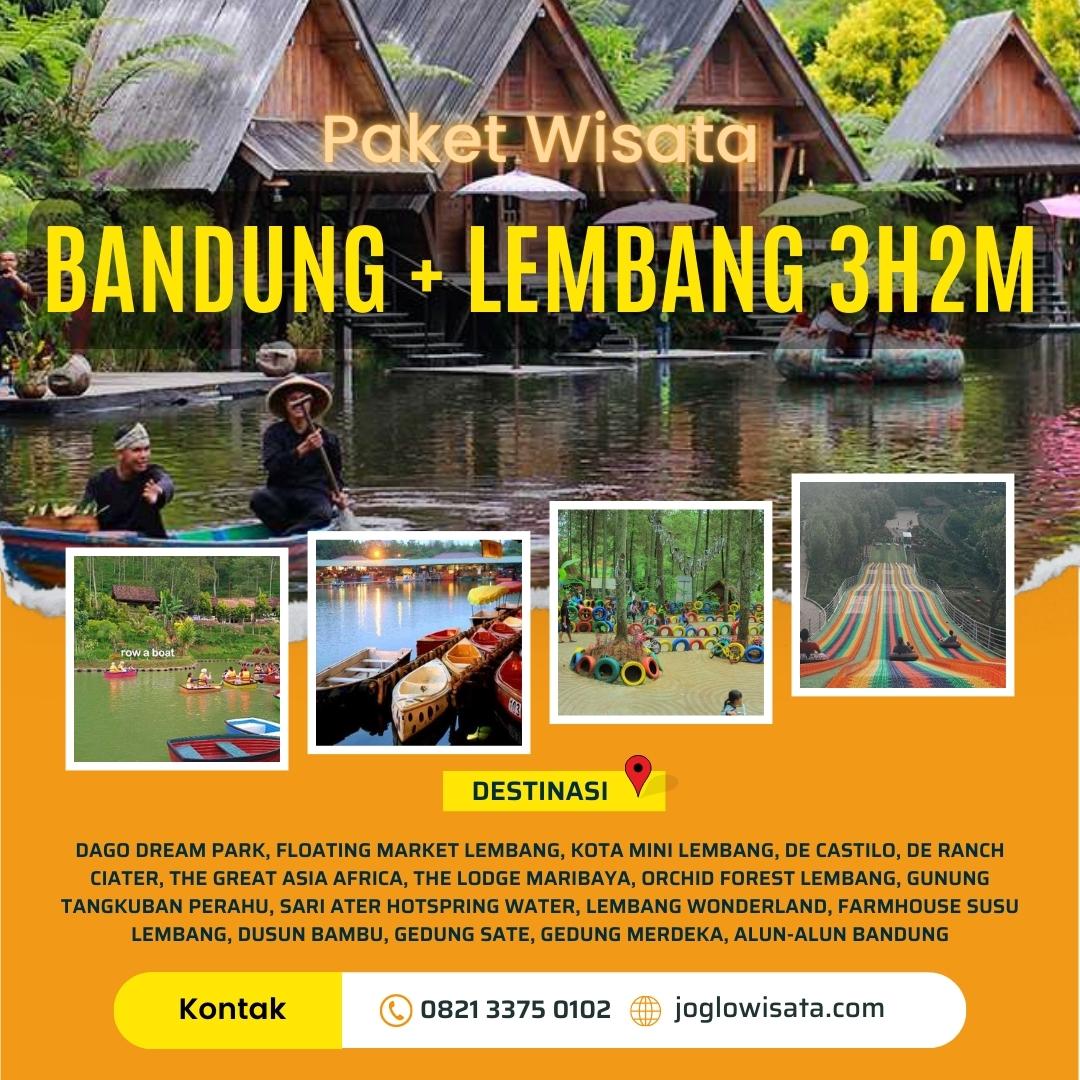 Paket Wisata
BANDUNG + LEMBANG 3H2M
row a boat
DESTINASI
DAGO DREAM PARK, FLOATING MARKET LEMBANG, KOTA MINI LEMBANG, DE CASTILO, DE RANCH
CIATER, THE GREAT ASIA AFRICA, THE LODGE MARIBAYA, ORCHID FOREST LEMBANG, GUNUNG
TANGKUBAN PERAHU, SARI ATER HOTSPRING WATER, LEMBANG WONDERLAND, FARMHOUSE SUSU
LEMBANG, DUSUN BAMBU, GEDUNG SATE, GEDUNG MERDEKA, ALUN-ALUN BANDUNG
Kontak 0821 3375 0102 joglowisata.com